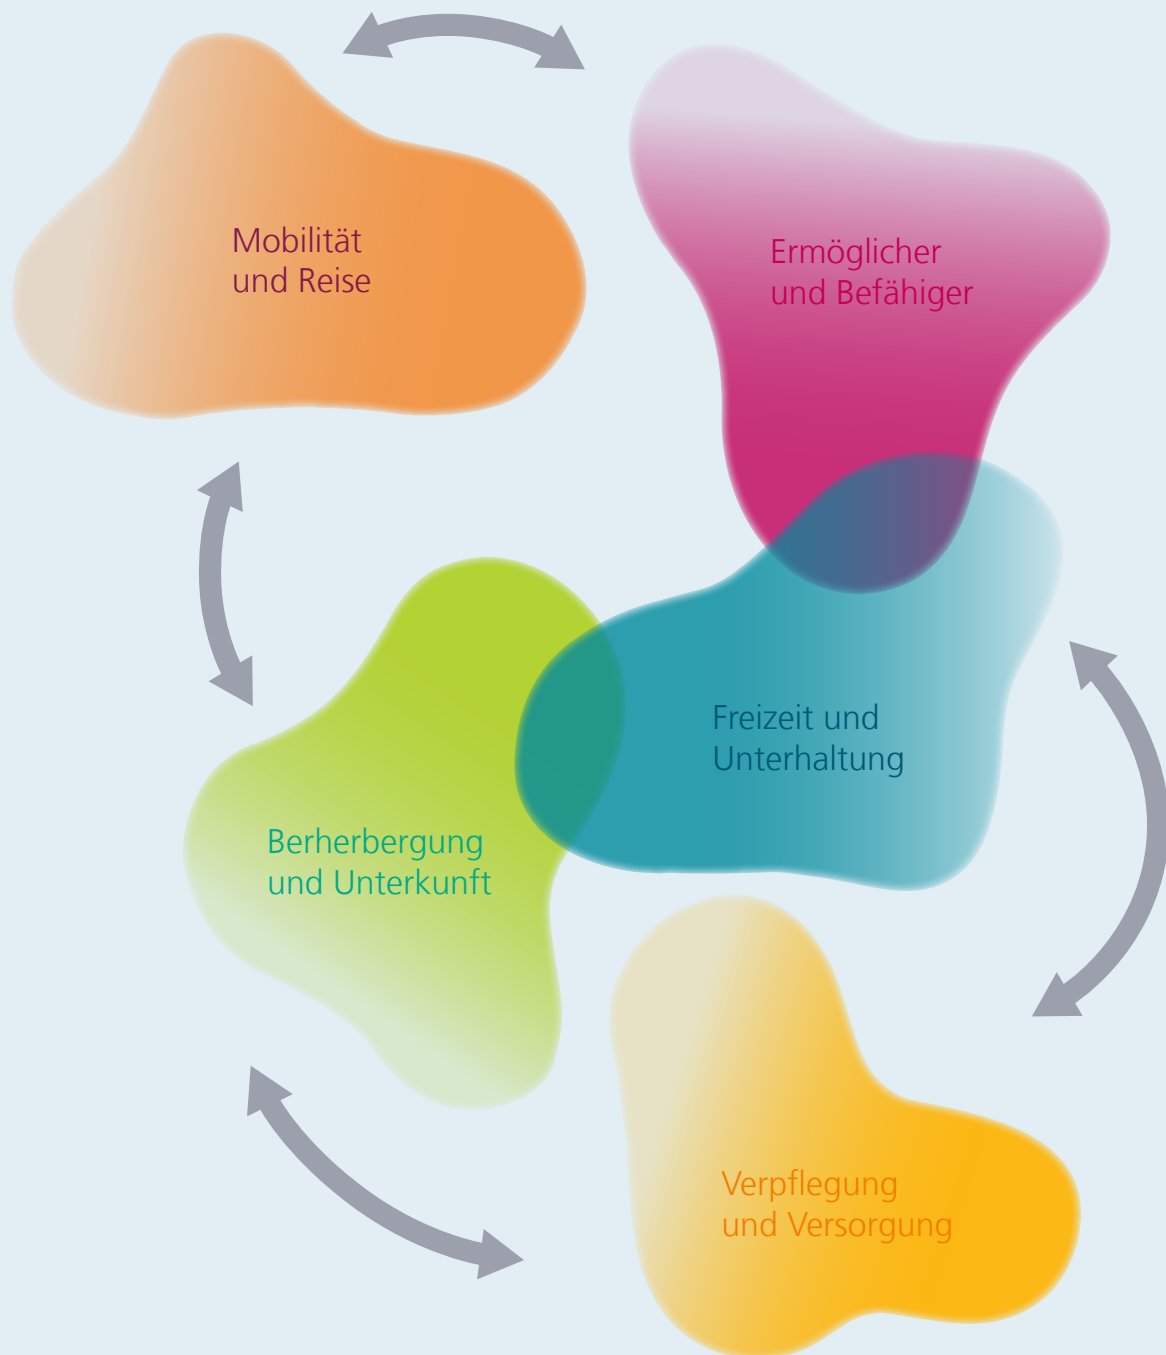 Mobilität
und Reise
Ermöglicher
und Befähiger
Freizeit und
Unterhaltung
Berherbergung
und Unterkunft
Verpflegung
und Versorgung